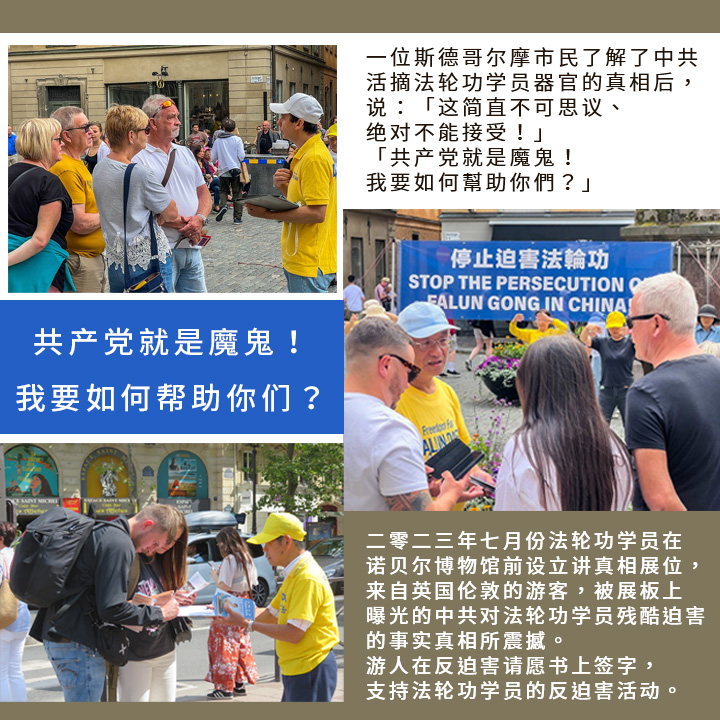 一位斯德哥尔摩市民了解了中共
活摘法轮功学员器官的真相后，
说：「这简直不可思议、
绝对不能接受！」
「共产党就是魔鬼！
我要如何幫助你們？」
停止迫害法輪功
STOP THE PERSECUTION O
FALUN GONG IN CHINA
共产党就是魔鬼！
我要如何帮助你们？
Freedom For
ESPACE SAINT MICHEL
二零二三年七月份法轮功学员在
诺贝尔博物馆前设立讲真相展位，
来自英国伦敦的游客，被展板上
曝光的中共对法轮功学员残酷迫害
的事实真相所震撼。
游人在反迫害请愿书上签字，
支持法轮功学员的反迫害活动。